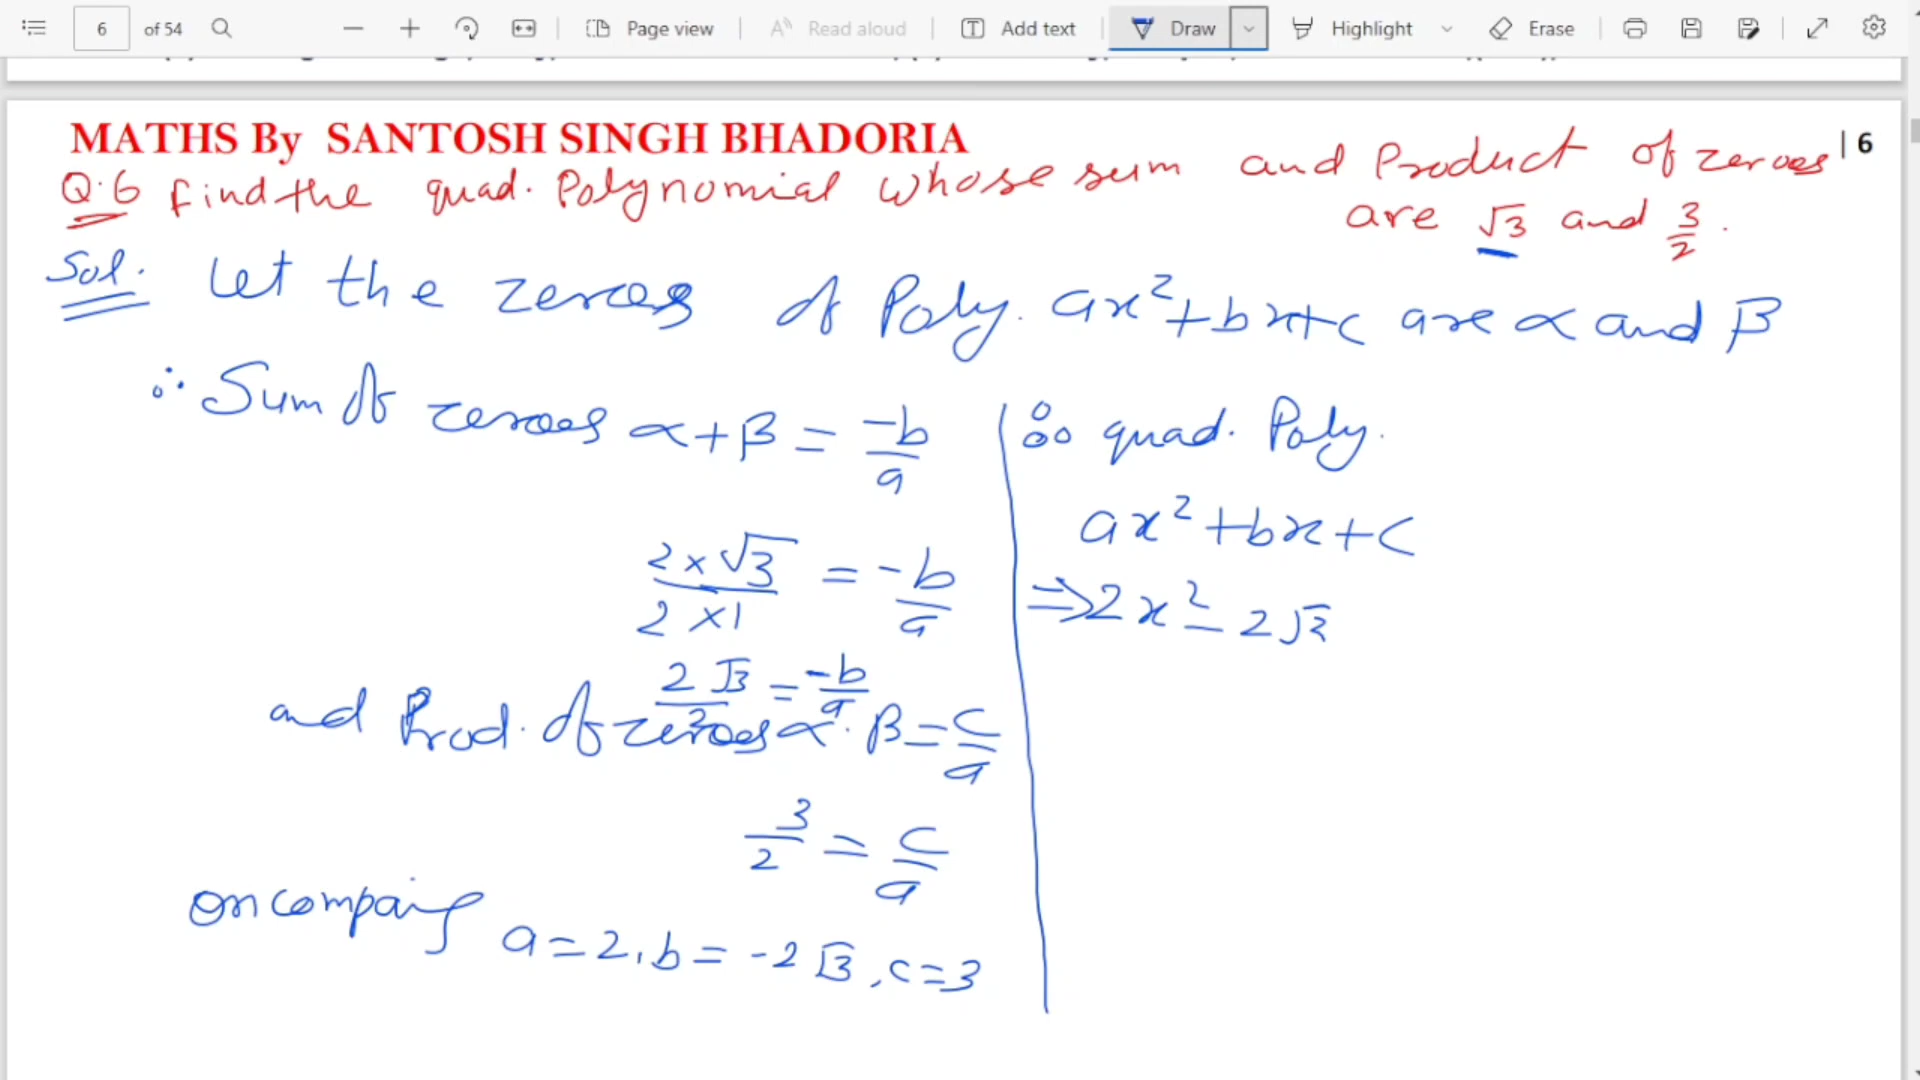 6 of 54 Page view Read aloud Add text Draw Highlight Erase
MATHS By SANTOSH SINGH BHADORIA | 6
Q.6 find the quad. Polynomial whose sum and Product of zeroes
are √3 and 3/2.
Sol. Let the zeroes of Poly. ax²+bx+c are α and β
∴ Sum of zeroes α+β = -b/a
2×√3/2×1 = -b/a
2√3/2 = -b/a
and Prod. of zeroes α.β = c/a
3/2 = c/a
on compaing a=2, b= -2√3, c=3
∴ quad. Poly.
ax²+bx+c
⇒ 2x² - 2√3